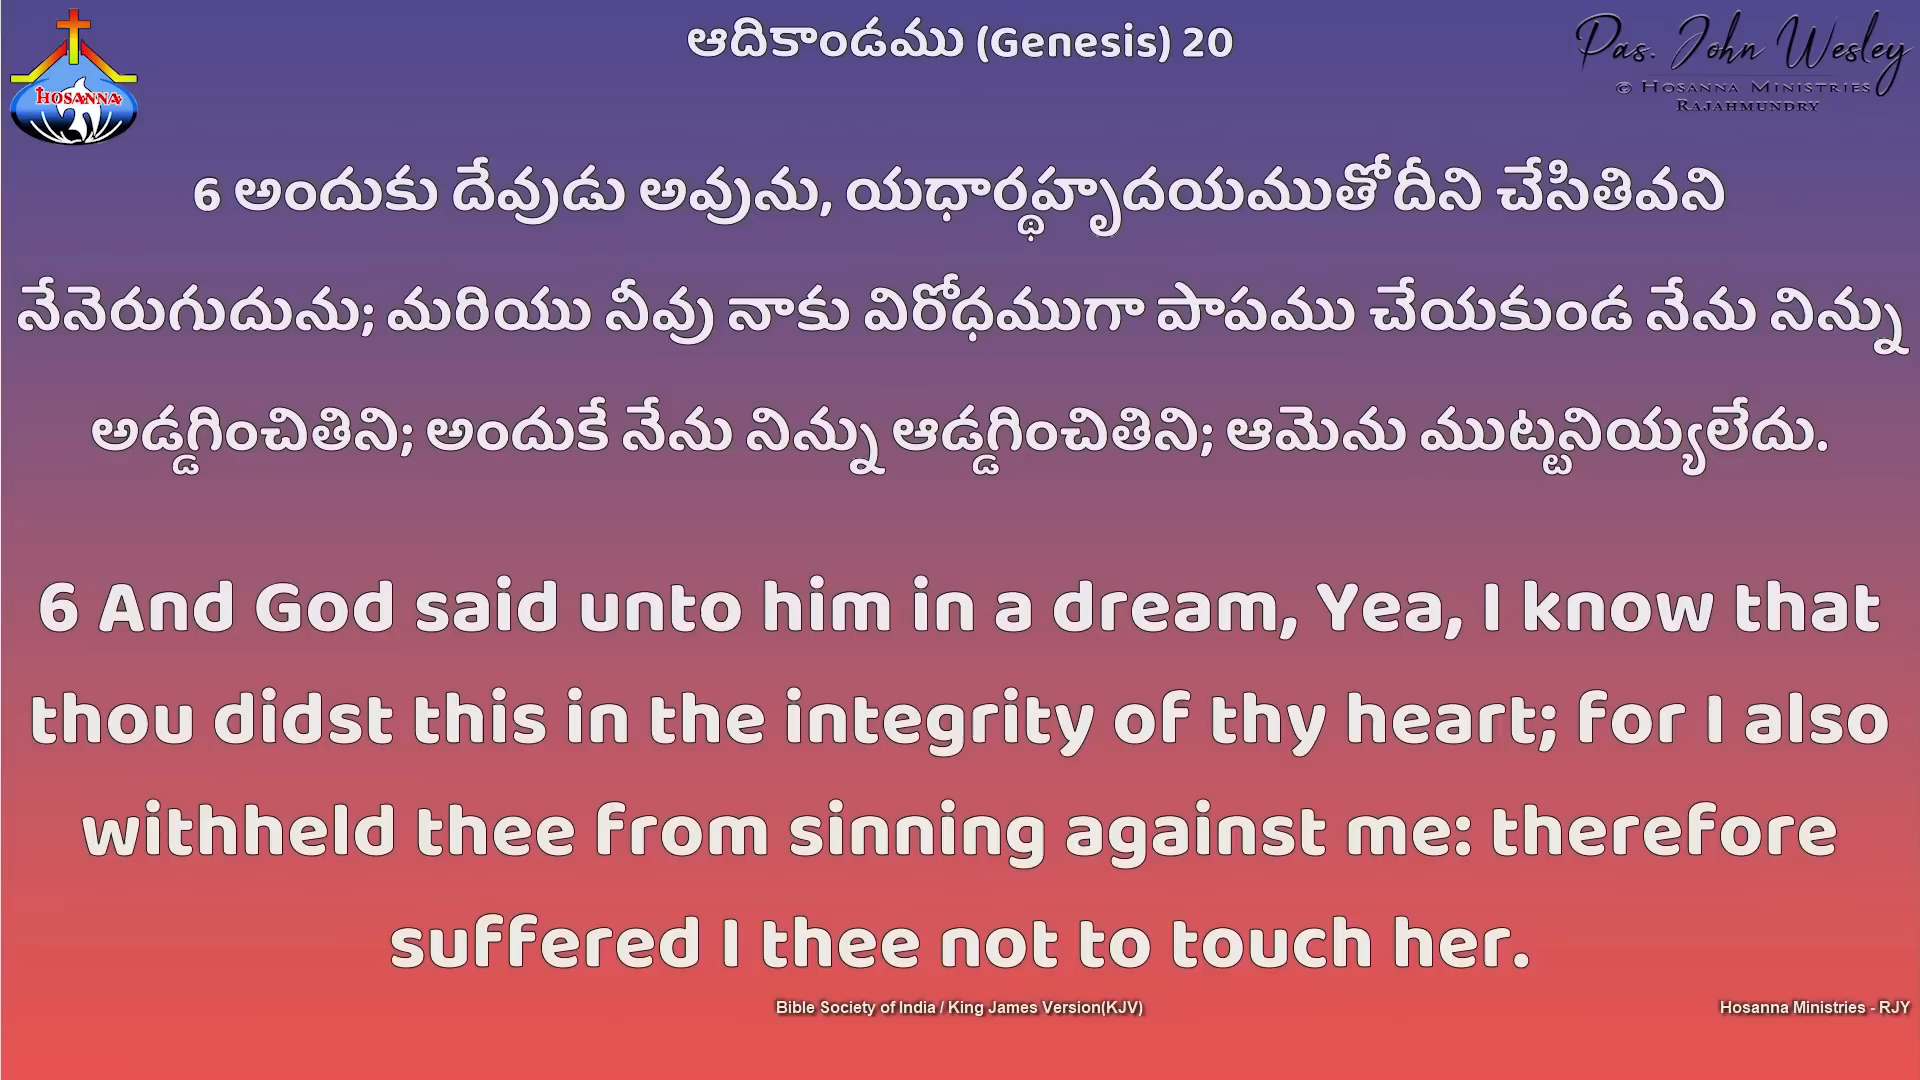 ఆదికాండము (Genesis) 20
HOSANNA
Pas. John Wesley
© HOSANNA MINISTRIES
RAJAHMUNDRY
6 అందుకు దేవుడు అవును, యధార్థహృదయముతోదీని చేసితివని
నేనెరుగుదును; మరియు నీవు నాకు విరోధముగా పాపము చేయకుండ నేను నిన్ను
అడ్డగించితిని; అందుకే నేను నిన్ను ఆడ్డగించితిని; ఆమెను ముట్టనియ్యలేదు.
6 And God said unto him in a dream, Yea, I know that
thou didst this in the integrity of thy heart; for I also
withheld thee from sinning against me: therefore
suffered I thee not to touch her.
Bible Society of India / King James Version(KJV)
Hosanna Ministries - RJY